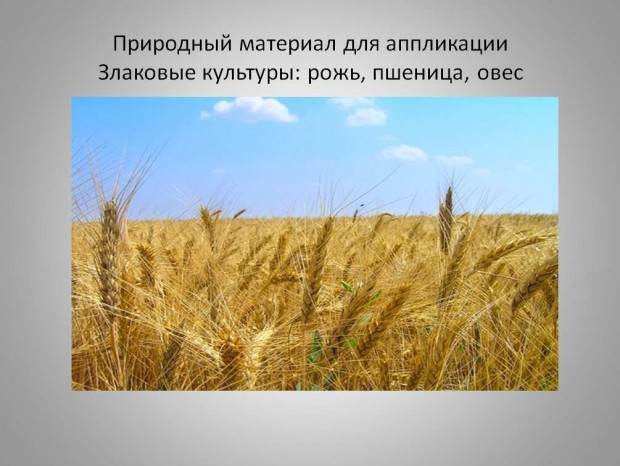 Природный материал для аппликации
Злаковые культуры: рожь, пшеница, овес